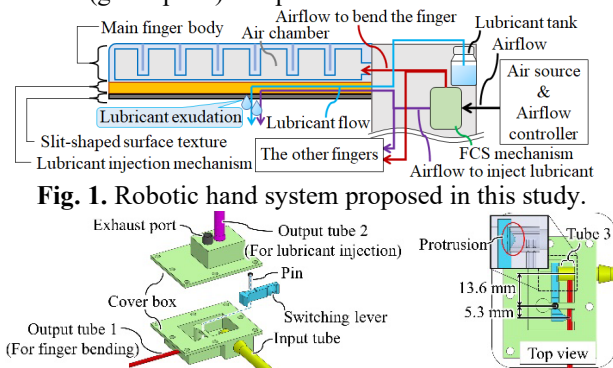 Airflow to bend the finger
Lubricant tank
Main finger body
Air chamber
Airflow
Air source
&
Airflow
controller
Lubricant exudation
Lubricant flow
Slit-shaped surface texture
The other fingers
FCS mechanism
Lubricant injection mechanism
Airflow to inject lubricant
Fig. 1. Robotic hand system proposed in this study.
Exhaust port
Output tube 2
(For lubricant injection)
Pin
Cover box
Switching lever
Output tube 1
(For finger bending)
Input tube
Protrusion
Tube 3
13.6 mm
5.3 mm
Top view